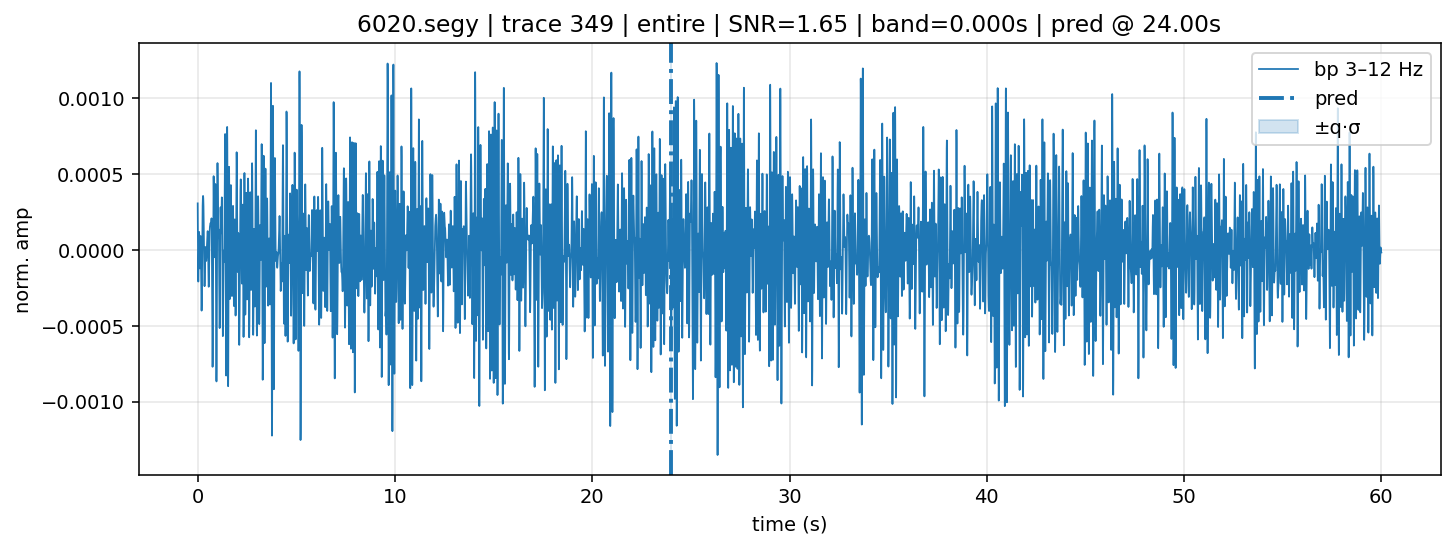 6020.segy | trace 349 | entire | SNR=1.65 | band=0.000s | pred @ 24.00s
bp 3–12 Hz
pred
±q·σ
norm. amp
0.0010
0.0005
0.0000
−0.0005
−0.0010
0 10 20 30 40 50 60
time (s)